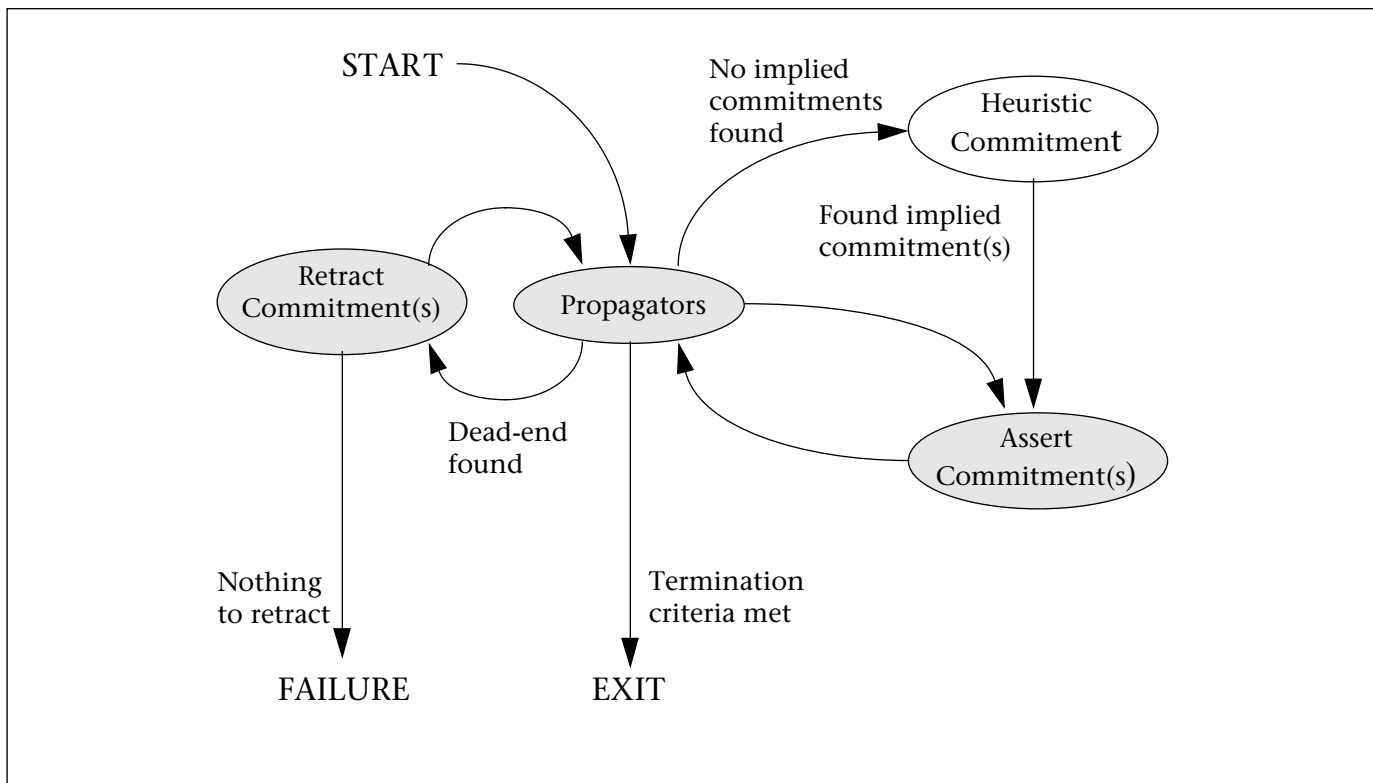 START
No implied
commitments
found
Heuristic
Commitment
Found implied
commitment(s)
Retract
Commitment(s)
Propagators
Dead-end
found
Assert
Commitment(s)
Nothing
to retract
Termination
criteria met
FAILURE
EXIT